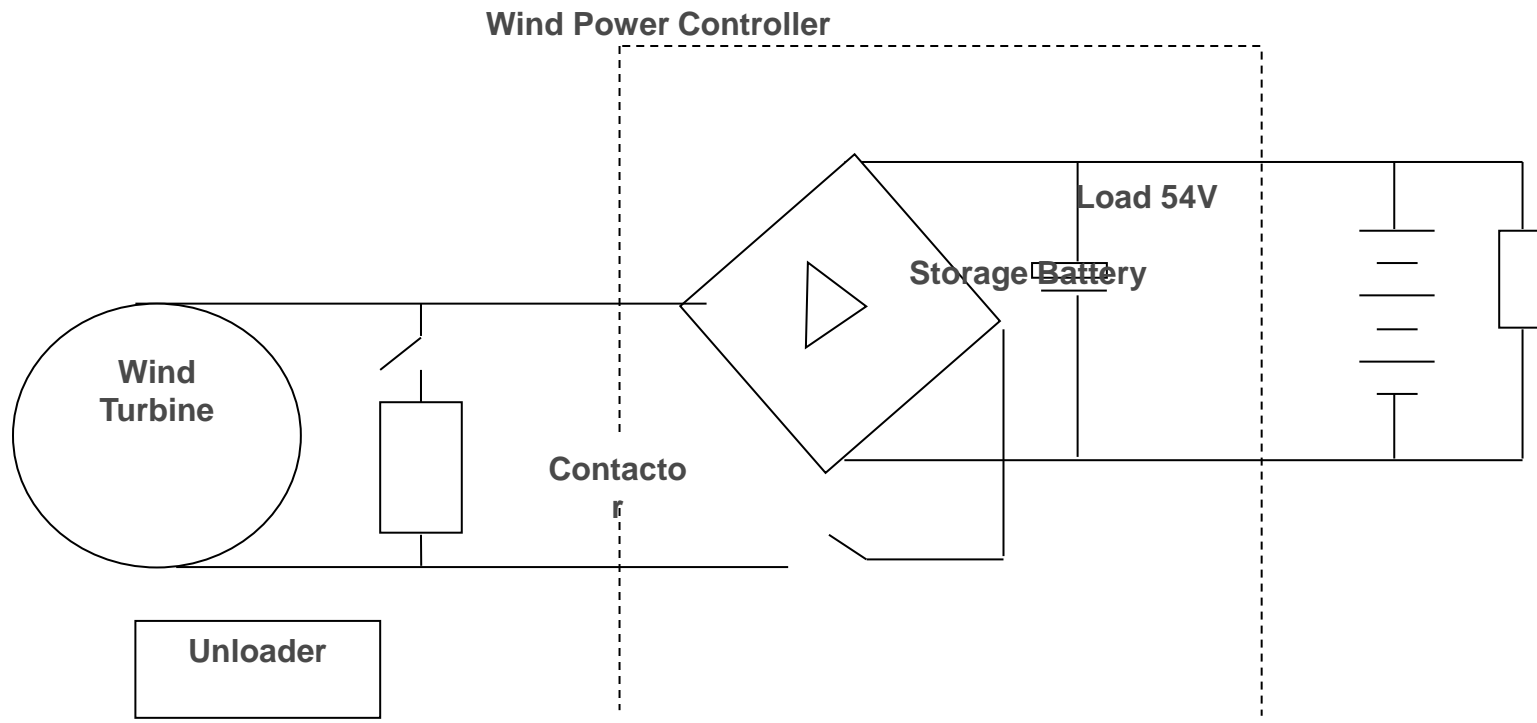 Wind Power Controller
Load 54V
Storage Battery
Wind
Turbine
Contacto
r
Unloader